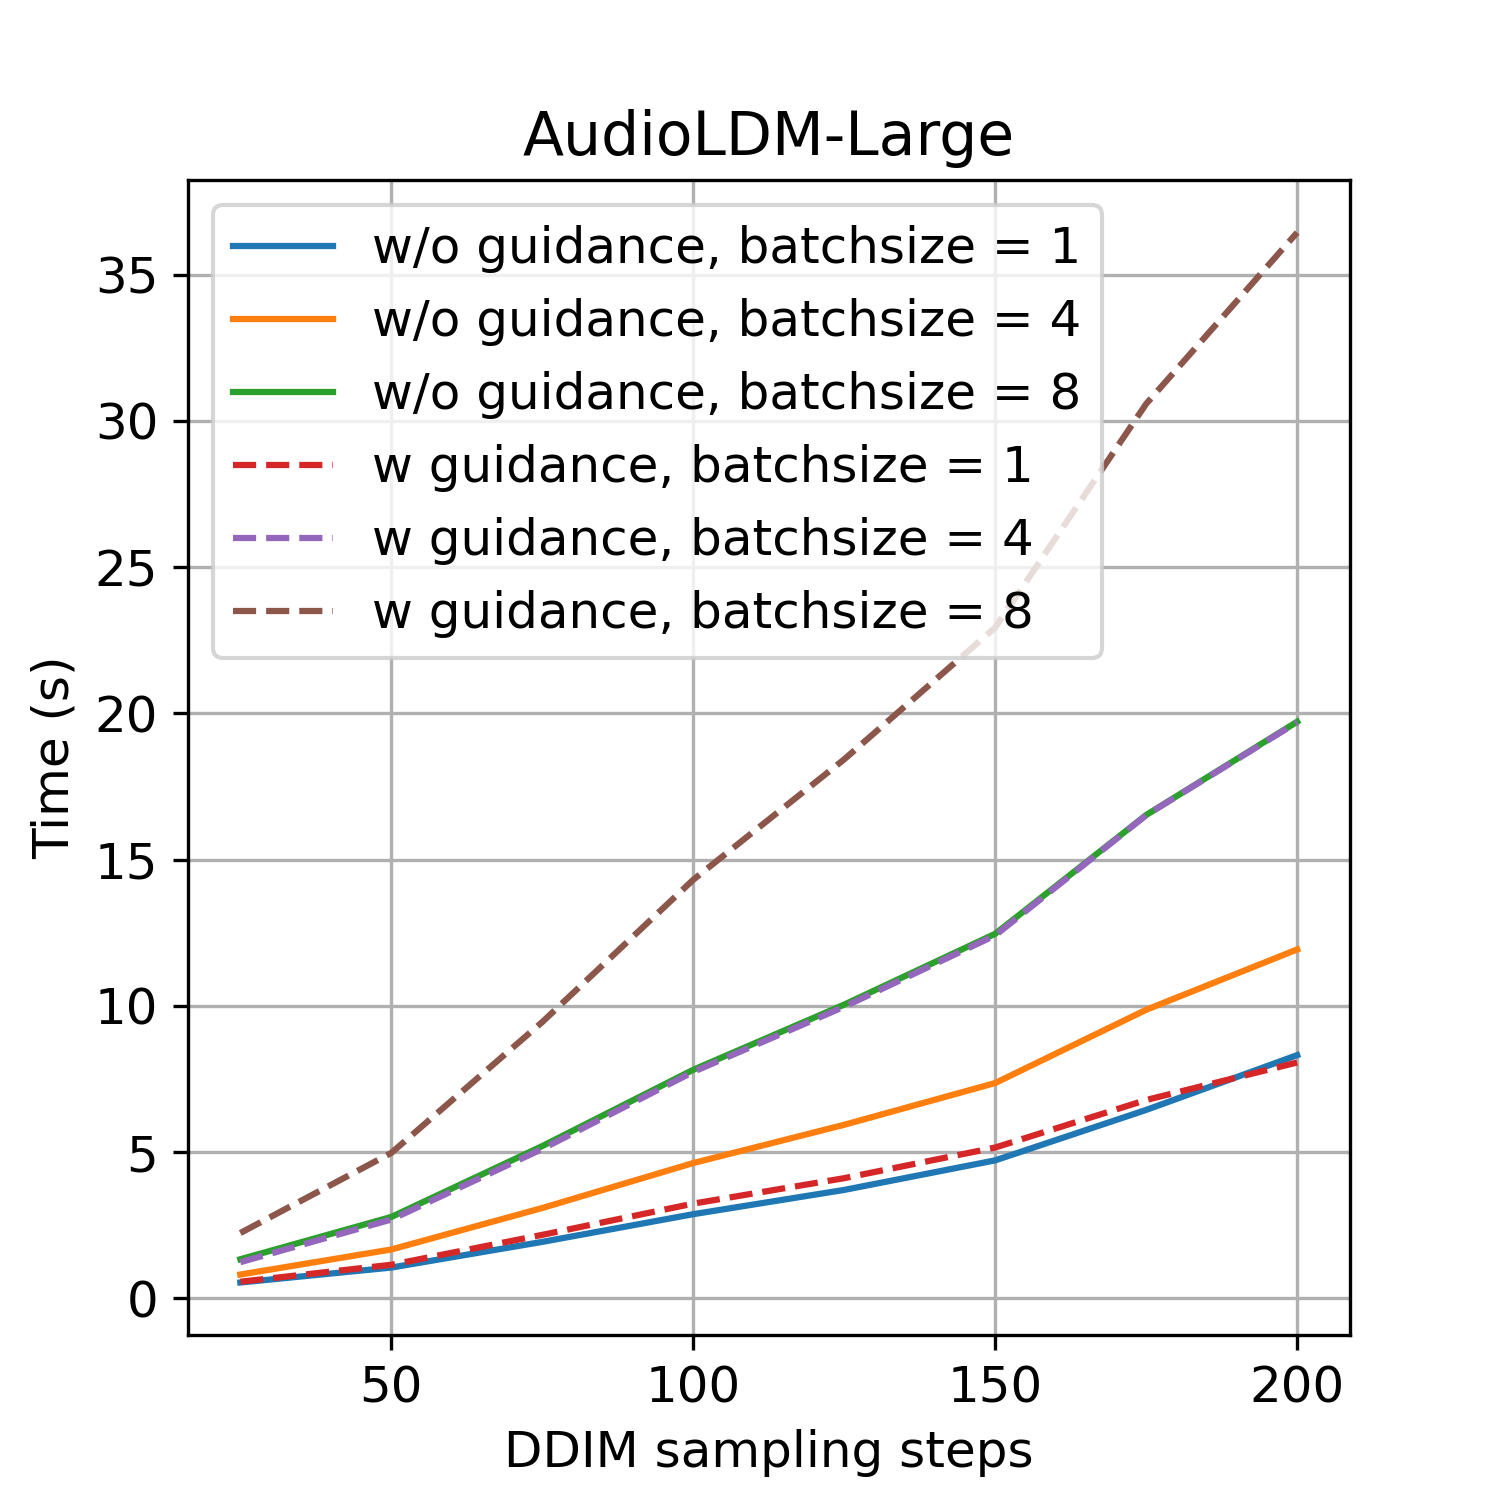 AudioLDM-Large
w/o guidance, batchsize = 1
w/o guidance, batchsize = 4
w/o guidance, batchsize = 8
w guidance, batchsize = 1
w guidance, batchsize = 4
w guidance, batchsize = 8
Time (s)
35
30
25
20
15
10
5
0
50 100 150 200
DDIM sampling steps